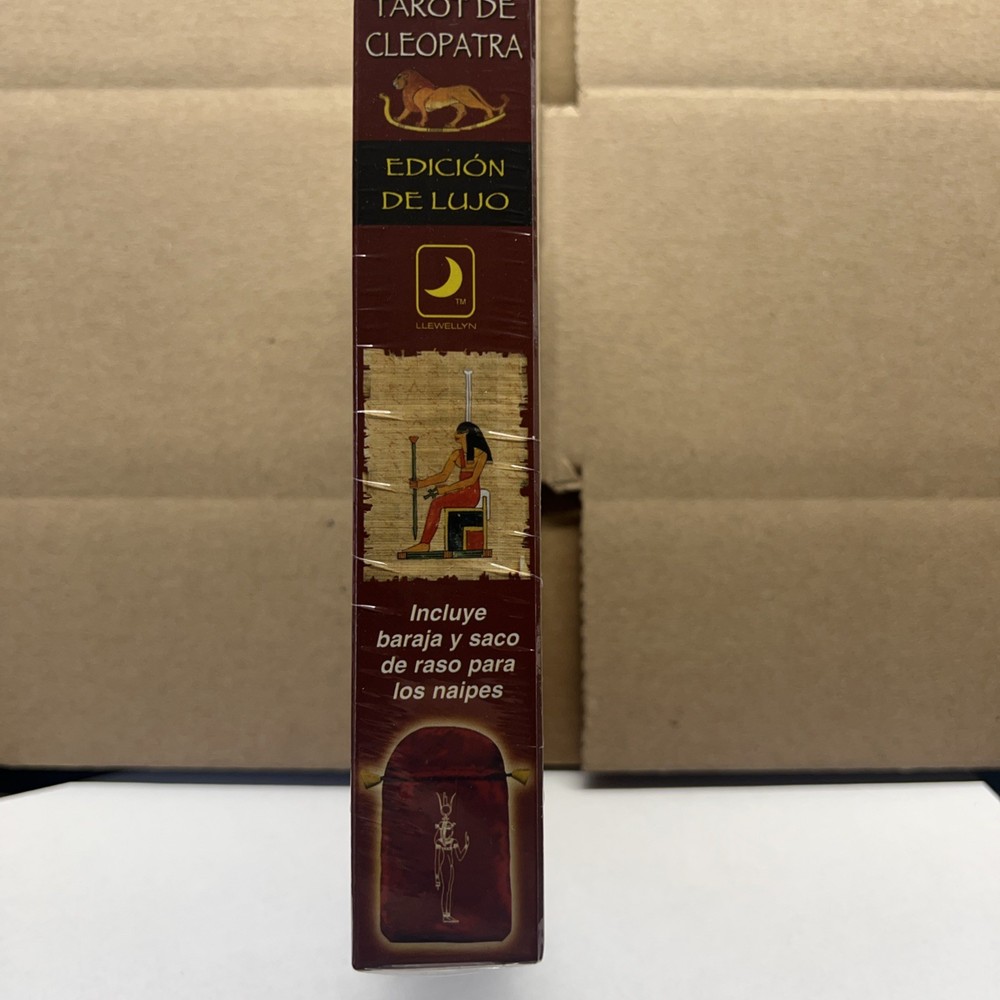 TAROT DE
CLEOPATRA
EDICIÓN
DE LUJO
TM
LLEWELLYN
Incluye
baraja y saco
de raso para
los naipes